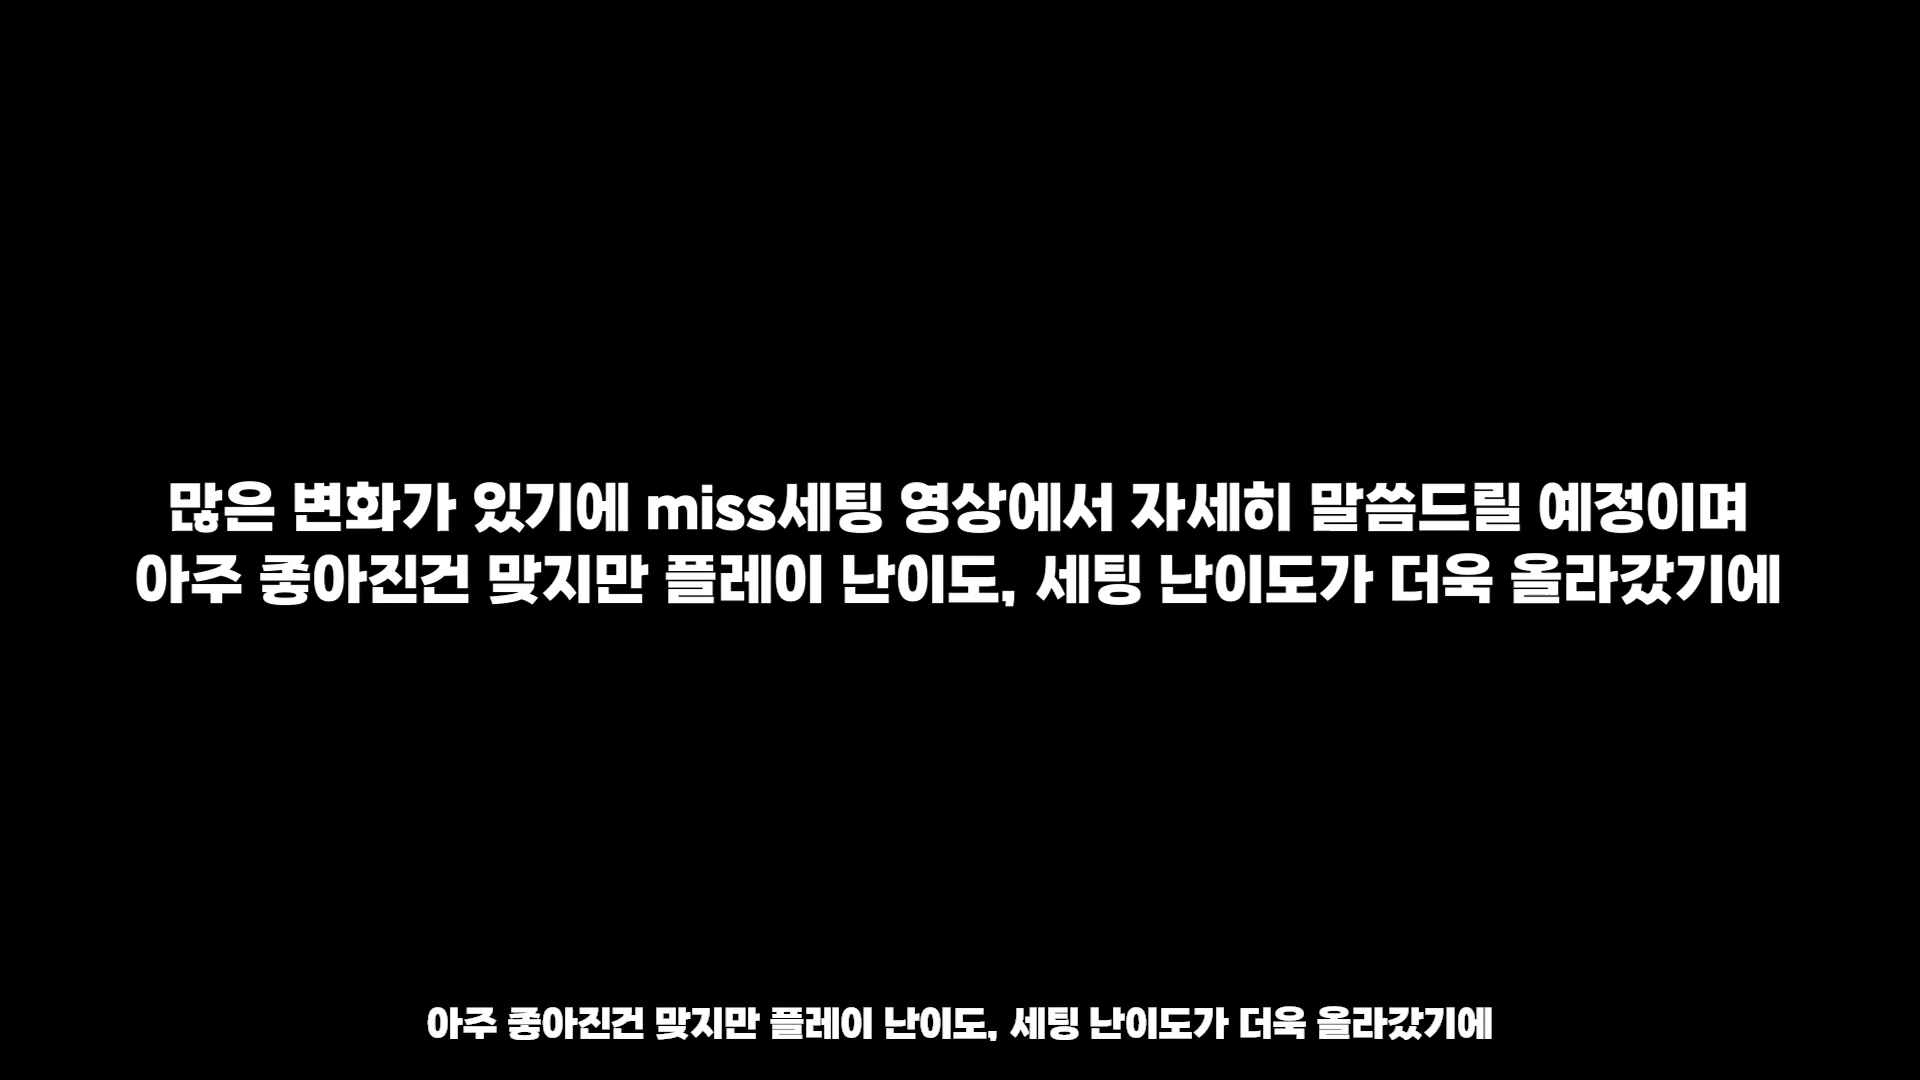 많은 변화가 있기에 miss세팅 영상에서 자세히 말씀드릴 예정이며
아주 좋아진건 맞지만 플레이 난이도, 세팅 난이도가 더욱 올라갔기에
아주 좋아진건 맞지만 플레이 난이도, 세팅 난이도가 더욱 올라갔기에